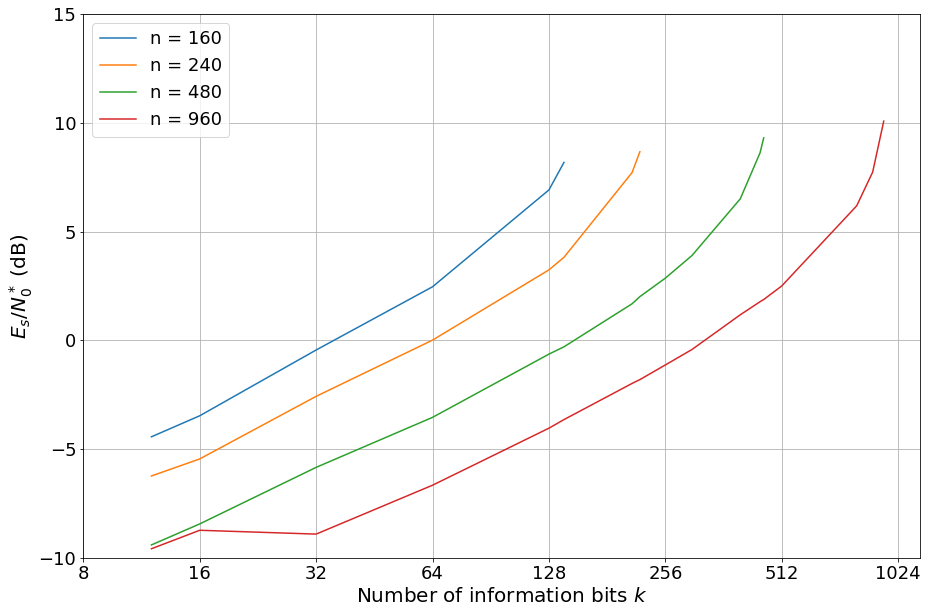 n = 160
n = 240
n = 480
n = 960
15
10
5
0
−5
−10
E_s/N_0^* (dB)
8 16 32 64 128 256 512 1024
Number of information bits k